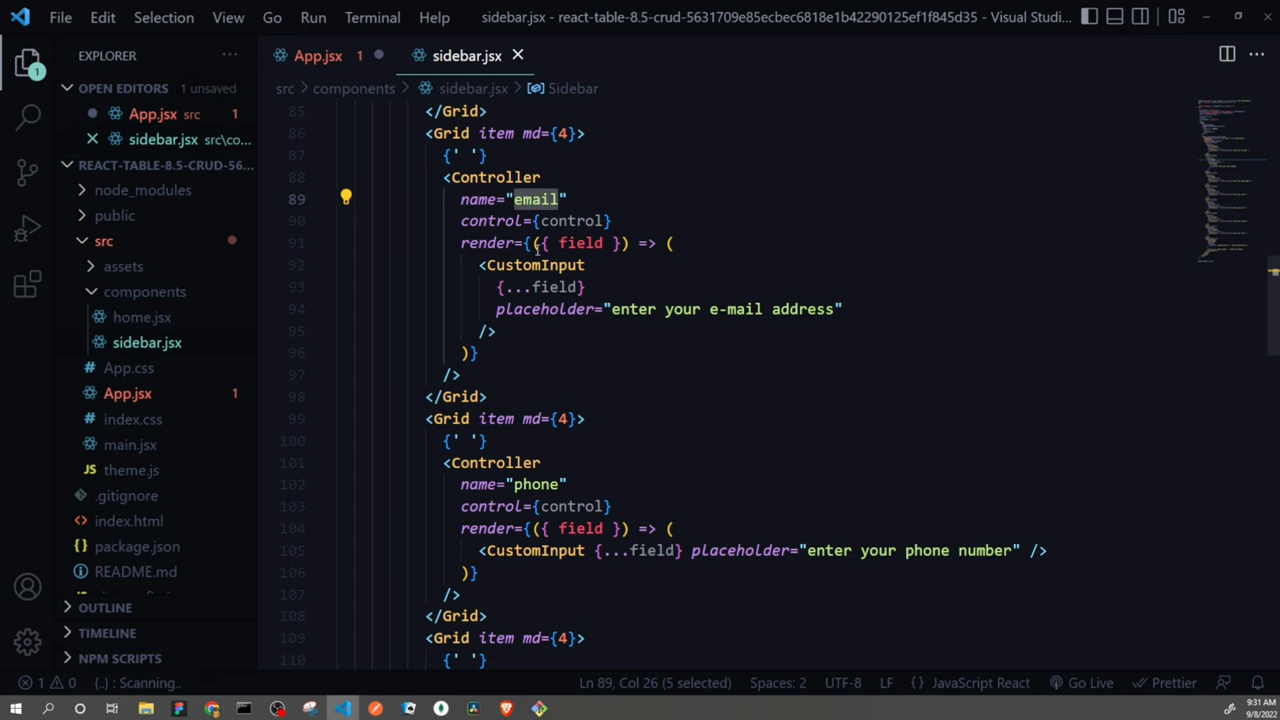 File Edit Selection View Go Run Terminal Help sidebar.jsx - react-table-8.5-crud-5631709e85ecbec6818e1b42290125ef1f845d35 - Visual Studi...
EXPLORER ...
App.jsx 1
sidebar.jsx
OPEN EDITORS 1 unsaved
App.jsx src 1
sidebar.jsx src\co...
REACT-TABLE-8.5-CRUD-56...
node_modules
public
src
assets
components
home.jsx
sidebar.jsx
App.css
App.jsx 1
index.css
main.jsx
theme.js
.gitignore
index.html
package.json
README.md
OUTLINE
TIMELINE
NPM SCRIPTS
1
src > components > sidebar.jsx > Sidebar
85 </Grid>
86 <Grid item md={4}>
87 {' '}
88 <Controller
89 name="email"
90 control={control}
91 render={({ field }) => (
92 <CustomInput
93 {...field}
94 placeholder="enter your e-mail address"
95 />
96 )}
97 />
98 </Grid>
99 <Grid item md={4}>
100 {' '}
101 <Controller
102 name="phone"
103 control={control}
104 render={({ field }) => (
105 <CustomInput {...field} placeholder="enter your phone number" />
106 )}
107 />
108 </Grid>
109 <Grid item md={4}>
110 {' '}
1 0 {..} : Scanning.. Ln 89, Col 26 (5 selected) Spaces: 2 UTF-8 LF {} JavaScript React Go Live Prettier
9:31 AM
9/8/2022